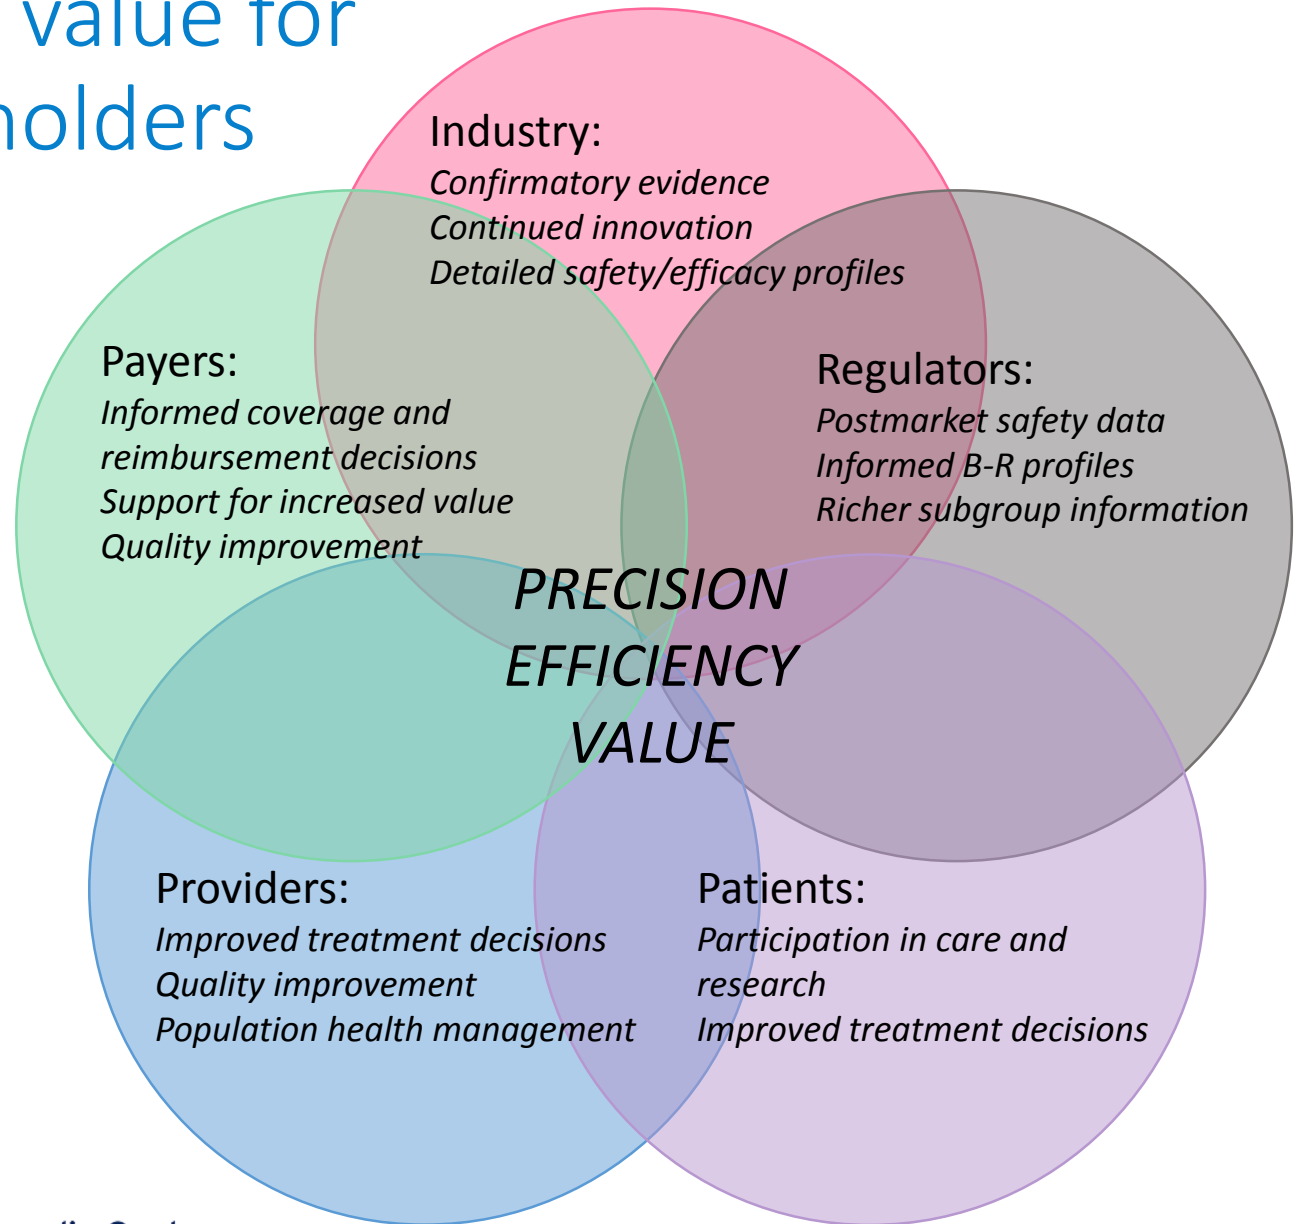 value for
holders
Industry:
Confirmatory evidence
Continued innovation
Detailed safety/efficacy profiles
Payers:
Informed coverage and
reimbursement decisions
Support for increased value
Quality improvement
Regulators:
Postmarket safety data
Informed B-R profiles
Richer subgroup information
PRECISION
EFFICIENCY
VALUE
Providers:
Improved treatment decisions
Quality improvement
Population health management
Patients:
Participation in care and
research
Improved treatment decisions